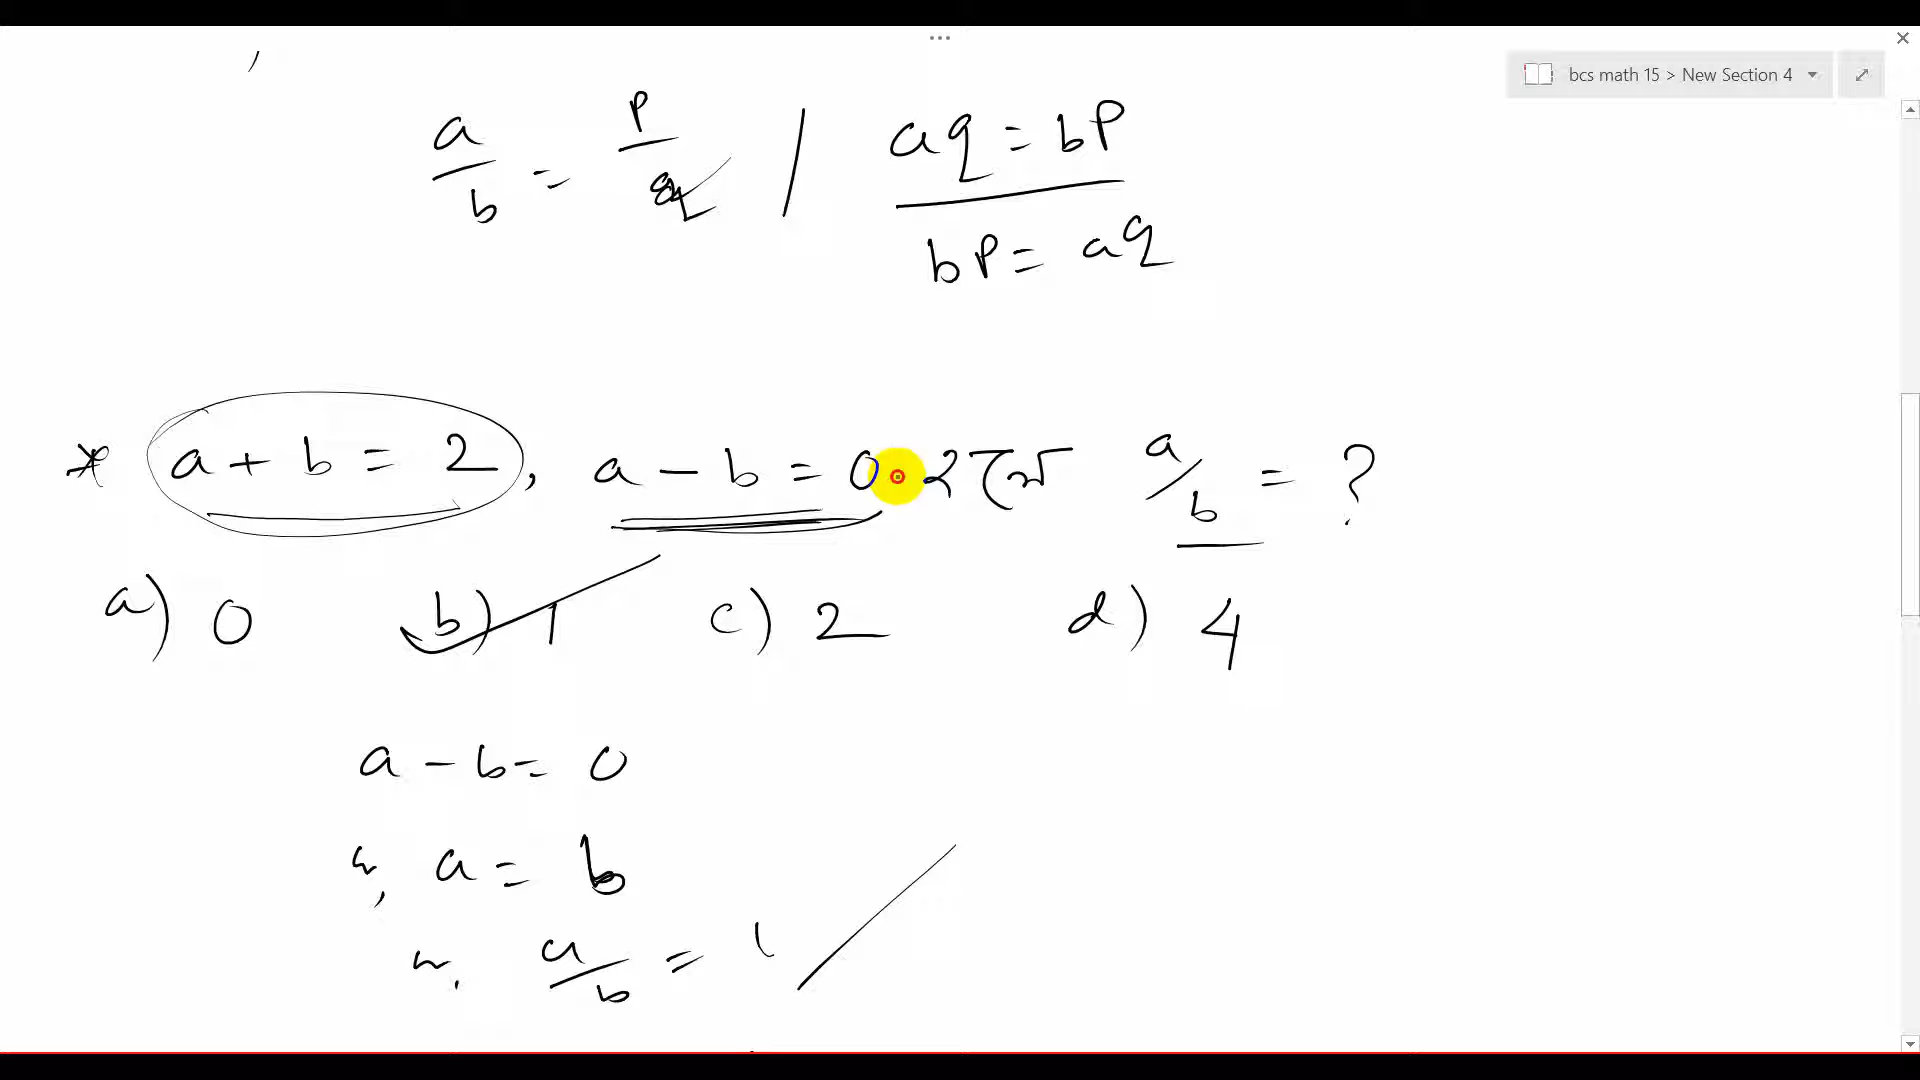 bcs math 15 > New Section 4
a/b = p/q / aq = bp
bp = aq
* a + b = 2, a - b = 0 হলে a/b = ?
a) 0 b) 1 c) 2 d) 4
a - b = 0
বা, a = b
বা, a/b = 1